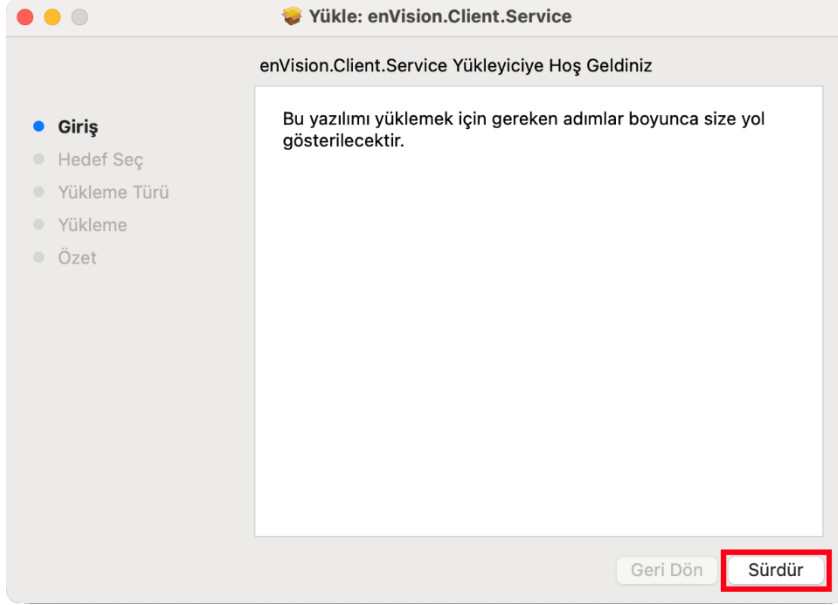 Yükle: enVision.Client.Service
enVision.Client.Service Yükleyiciye Hoş Geldiniz
Giriş
Hedef Seç
Yükleme Türü
Yükleme
Özet
Bu yazılımı yüklemek için gereken adımlar boyunca size yol
gösterilecektir.
Geri Dön
Sürdür